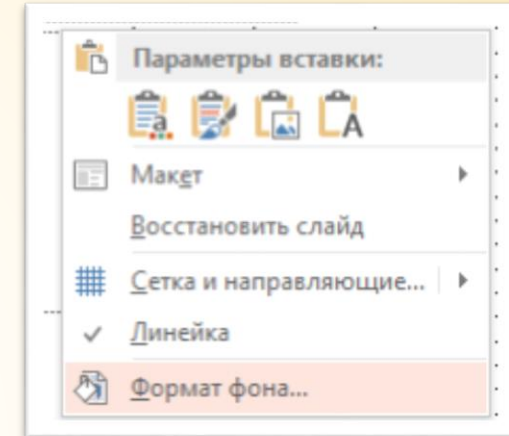 Параметры вставки:
Макет
Восстановить слайд
Сетка и направляющие...
Линейка
Формат фона...